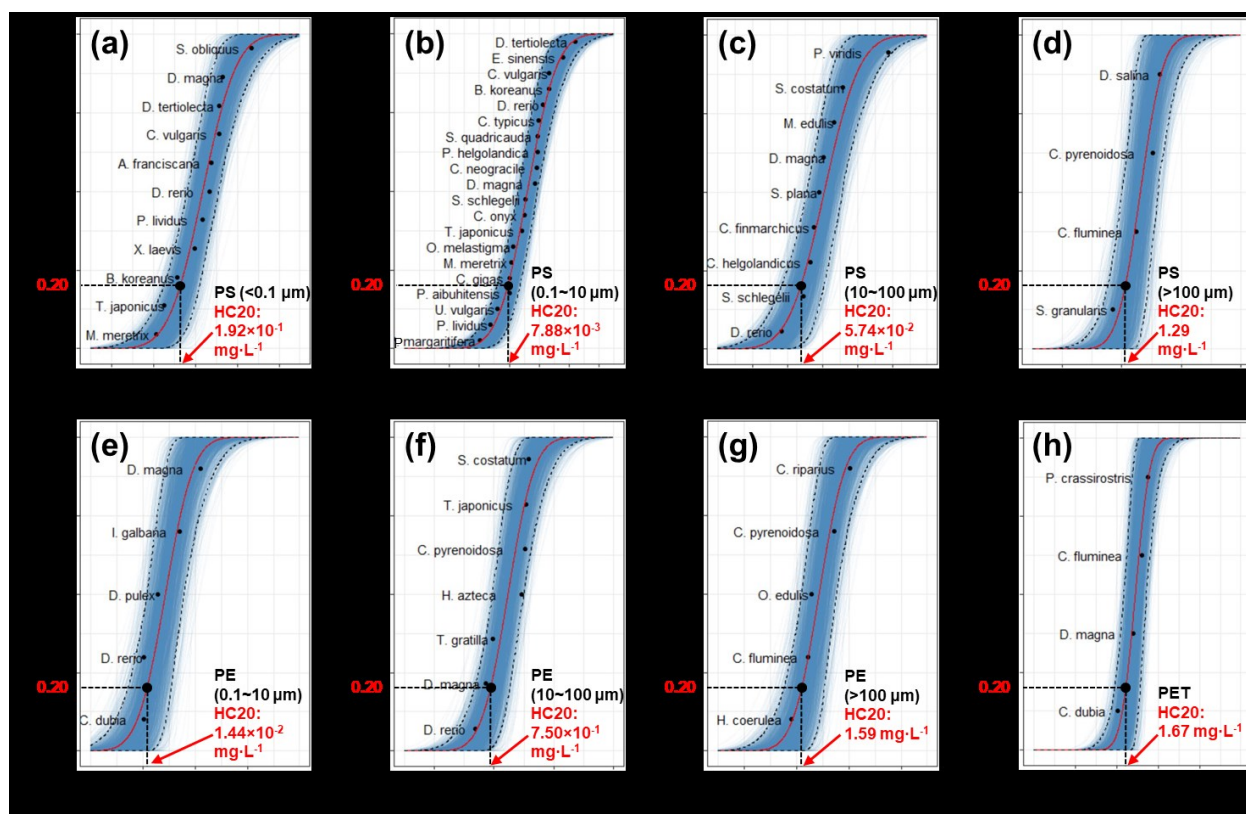 (a)
S. obliquus
D. magna
D. tertiolecta
C. vulgaris
A. franciscana
D. rerio
P. lividus
X. laevis
B. koreanus
T. japonicus
M. meretrix
0.20
PS (<0.1 μm)
HC20:
1.92×10⁻¹
mg·L⁻¹
(b)
D. tertiolecta
E. sinensis
C. vulgaris
B. koreanus
D. rerio
C. typicus
S. quadricauda
P. helgolandica
C. neogracile
D. magna
S. schlegelii
C. onyx
T. japonicus
O. melastigma
M. meretrix
C. gigas
P. aibuhitensis
U. vulgaris
P. lividus
Pmargaritifera
0.20
PS
(0.1~10 μm)
HC20:
7.88×10⁻³
mg·L⁻¹
(c)
P. viridis
S. costatum
M. edulis
D. magna
S. plana
C. finmarchicus
C. helgolandicus
S. schlegelii
D. rerio
0.20
PS
(10~100 μm)
HC20:
5.74×10⁻²
mg·L⁻¹
(d)
D. salina
C. pyrenoidosa
C. fluminea
S. granularis
0.20
PS
(>100 μm)
HC20:
1.29
mg·L⁻¹
(e)
D. magna
I. galbana
D. pulex
D. rerio
C. dubia
0.20
PE
(0.1~10 μm)
HC20:
1.44×10⁻²
mg·L⁻¹
(f)
S. costatum
T. japonicus
C. pyrenoidosa
H. azteca
T. gratilla
D. magna
D. rerio
0.20
PE
(10~100 μm)
HC20:
7.50×10⁻¹
mg·L⁻¹
(g)
C. riparius
C. pyrenoidosa
O. edulis
C. fluminea
H. coerulea
0.20
PE
(>100 μm)
HC20:
1.59 mg·L⁻¹
(h)
P. crassirostris
C. fluminea
D. magna
C. dubia
0.20
PET
HC20:
1.67 mg·L⁻¹